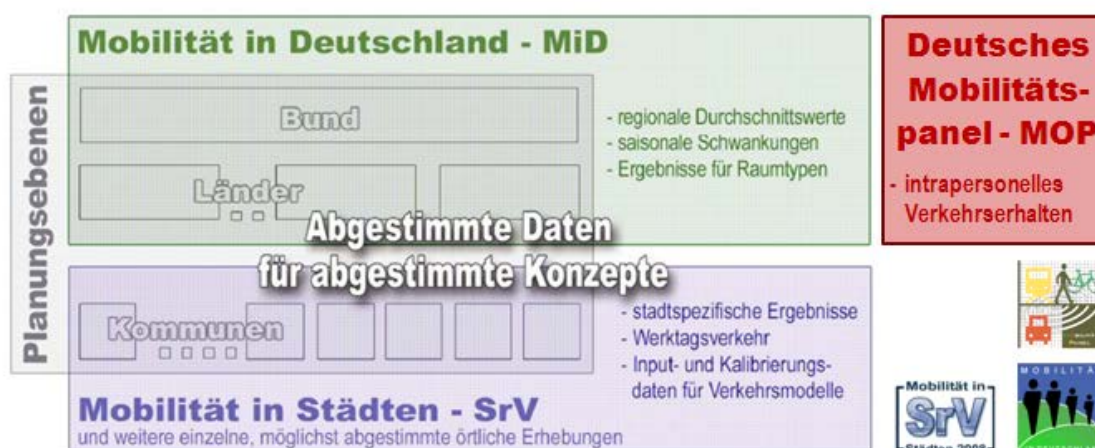 Mobilität in Deutschland - MiD
Planungsebenen
Bund
Länder
- regionale Durchschnittswerte
- saisonale Schwankungen
- Ergebnisse für Raumtypen
Abgestimmte Daten
für abgestimmte Konzepte
Kommunen
- stadtspezifische Ergebnisse
- Werktagsverkehr
- Input- und Kalibrierungs-
daten für Verkehrsmodelle
Mobilität in Städten - SrV
und weitere einzelne, möglichst abgestimmte örtliche Erhebungen
Deutsches
Mobilitäts-
panel - MOP
- intrapersonelles
Verkehrserhalten
Mobilität in
SrV
Städten 2008